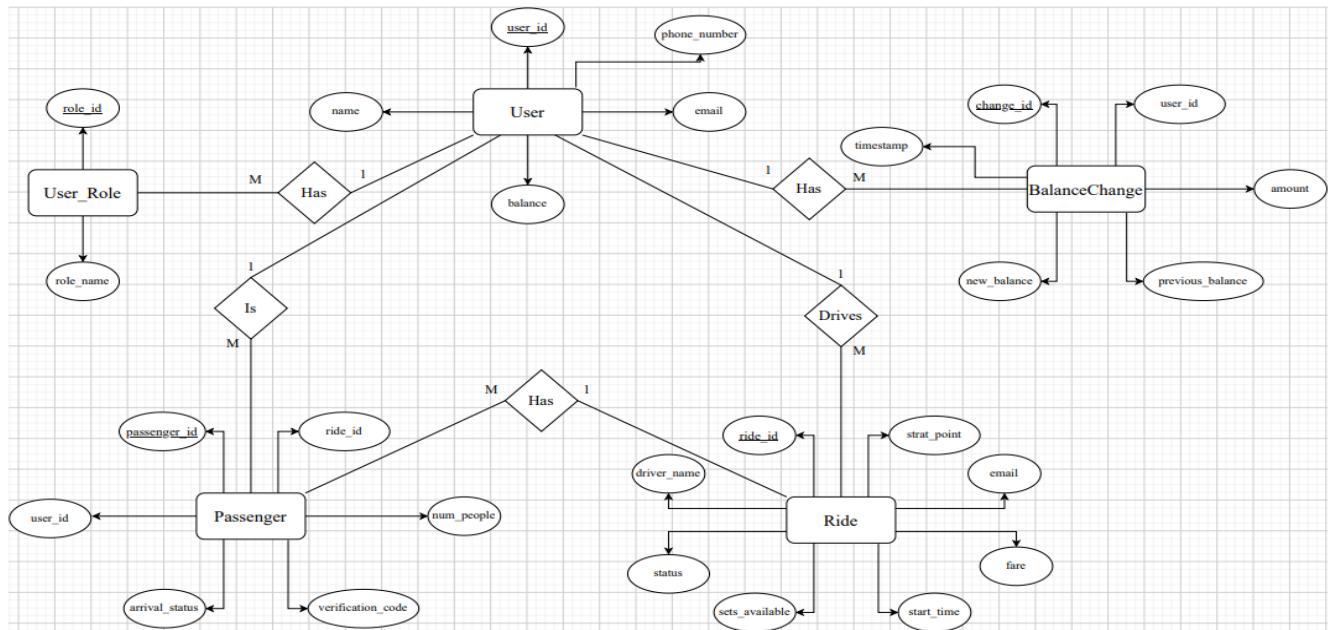 user_id
phone_number
name
User
email
role_id
change_id
user_id
timestamp
User_Role
M
Has
1
1
Has
M
BalanceChange
amount
balance
role_name
new_balance
previous_balance
1
Is
M
1
Drives
M
M
Has
1
passenger_id
ride_id
ride_id
strat_point
driver_name
email
user_id
Passenger
num_people
Ride
status
fare
arrival_status
verification_code
sets_available
start_time